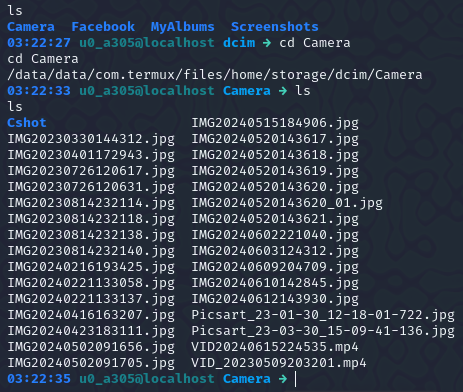 ls
Camera  Facebook  MyAlbums  Screenshots
03:22:27 u0_a305@localhost dcim → cd Camera
cd Camera
/data/data/com.termux/files/home/storage/dcim/Camera
03:22:33 u0_a305@localhost Camera → ls
ls
Cshot                  IMG20240515184906.jpg
IMG20230330144312.jpg  IMG20240520143617.jpg
IMG20230401172943.jpg  IMG20240520143618.jpg
IMG20230726120617.jpg  IMG20240520143619.jpg
IMG20230726120631.jpg  IMG20240520143620.jpg
IMG20230814232114.jpg  IMG20240520143620_01.jpg
IMG20230814232118.jpg  IMG20240520143621.jpg
IMG20230814232138.jpg  IMG20240602221040.jpg
IMG20230814232140.jpg  IMG20240603124312.jpg
IMG20240216193425.jpg  IMG20240609204709.jpg
IMG20240221133058.jpg  IMG20240610142845.jpg
IMG20240221133137.jpg  IMG20240612143930.jpg
IMG20240416163207.jpg  Picsart_23-01-30_12-18-01-722.jpg
IMG20240423183111.jpg  Picsart_23-03-30_15-09-41-136.jpg
IMG20240502091656.jpg  VID20240615224535.mp4
IMG20240502091705.jpg  VID_20230509203201.mp4
03:22:35 u0_a305@localhost Camera →